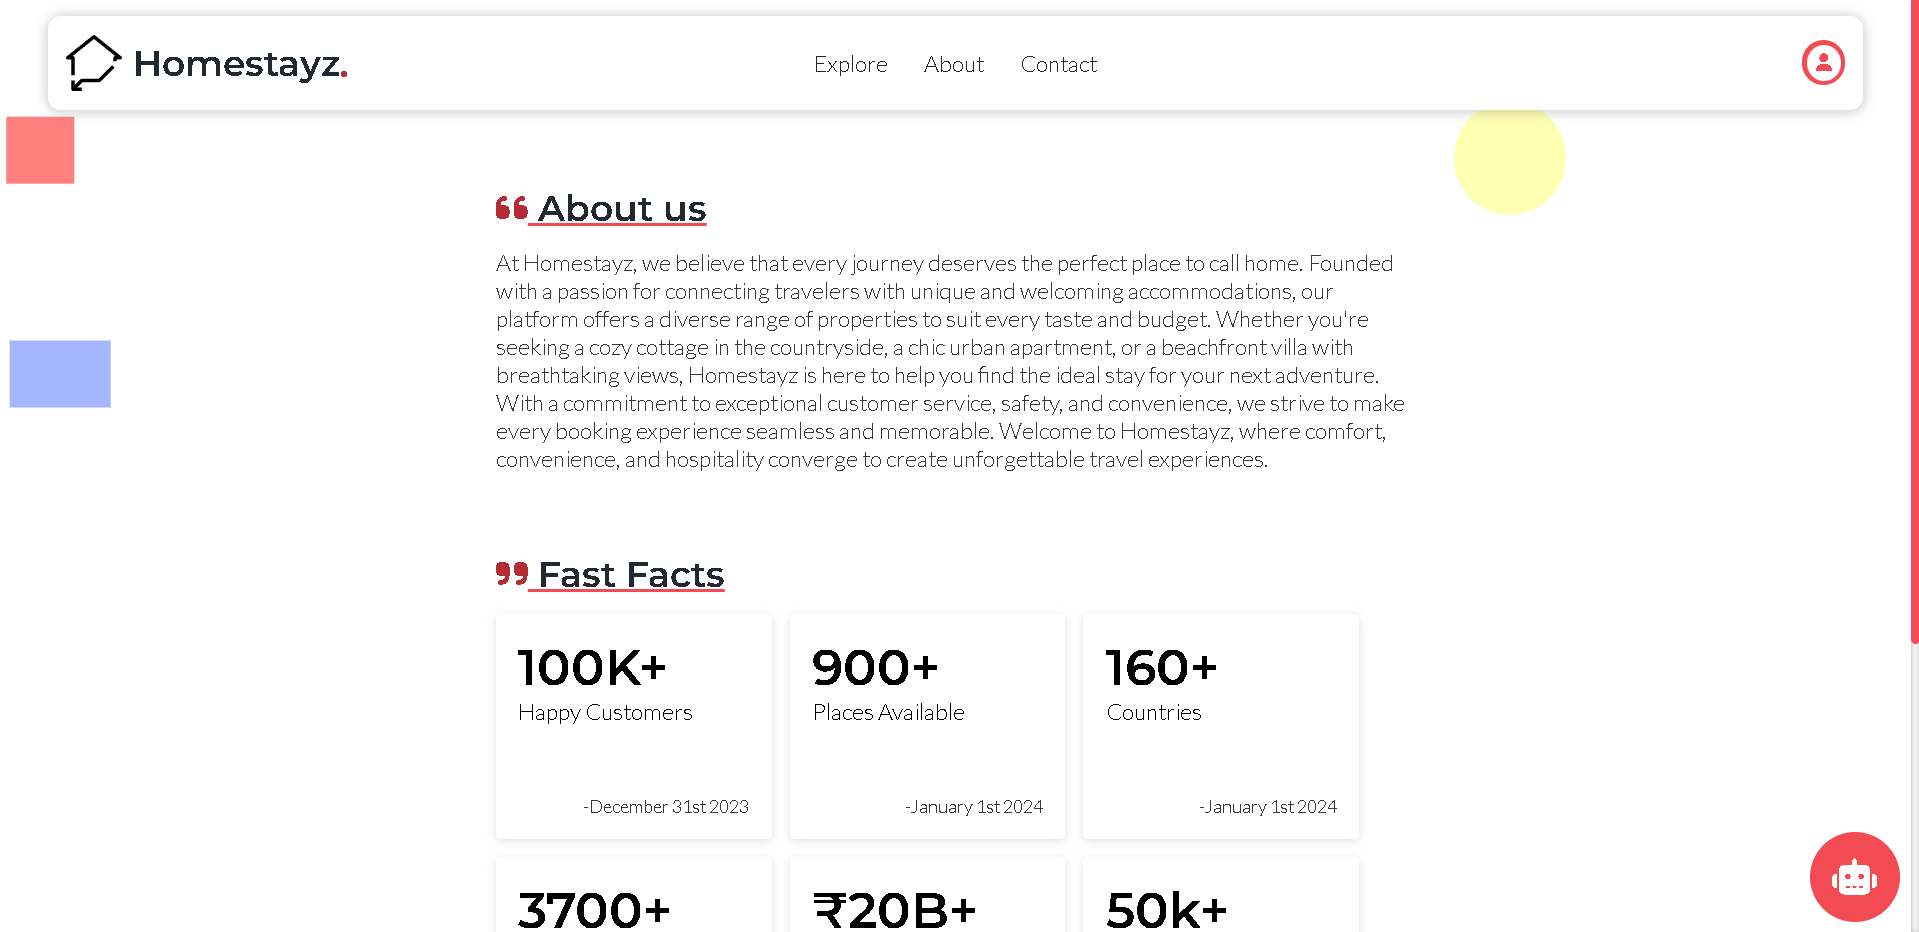 Homestayz.
Explore About Contact
About us
At Homestayz, we believe that every journey deserves the perfect place to call home. Founded
with a passion for connecting travelers with unique and welcoming accommodations, our
platform offers a diverse range of properties to suit every taste and budget. Whether you're
seeking a cozy cottage in the countryside, a chic urban apartment, or a beachfront villa with
breathtaking views, Homestayz is here to help you find the ideal stay for your next adventure.
With a commitment to exceptional customer service, safety, and convenience, we strive to make
every booking experience seamless and memorable. Welcome to Homestayz, where comfort,
convenience, and hospitality converge to create unforgettable travel experiences.
Fast Facts
100K+
Happy Customers
-December 31st 2023
900+
Places Available
-January 1st 2024
160+
Countries
-January 1st 2024
3700+
₹20B+
50k+